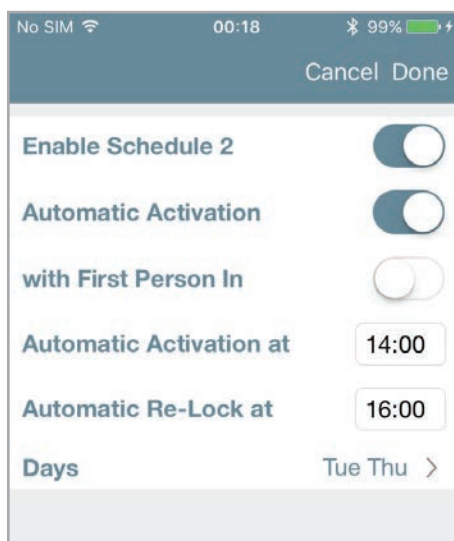 No SIM 00:18 99%
Cancel Done
Enable Schedule 2
Automatic Activation
with First Person In
Automatic Activation at 14:00
Automatic Re-Lock at 16:00
Days Tue Thu >